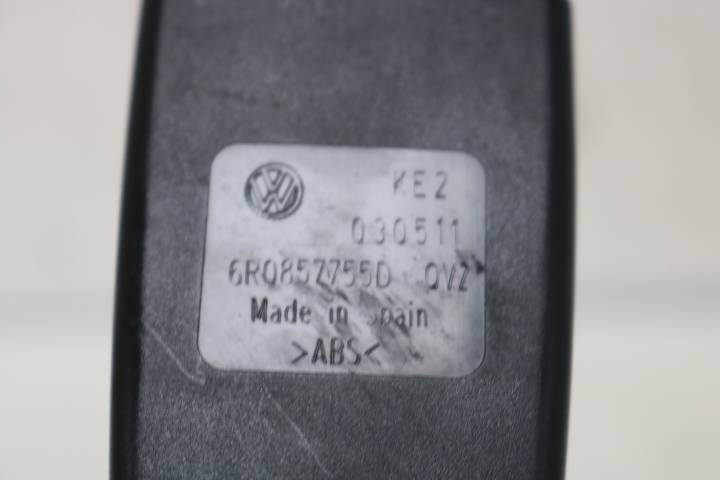 KE2
030511
6R0857755D QVZ
Made in Spain
>ABS<